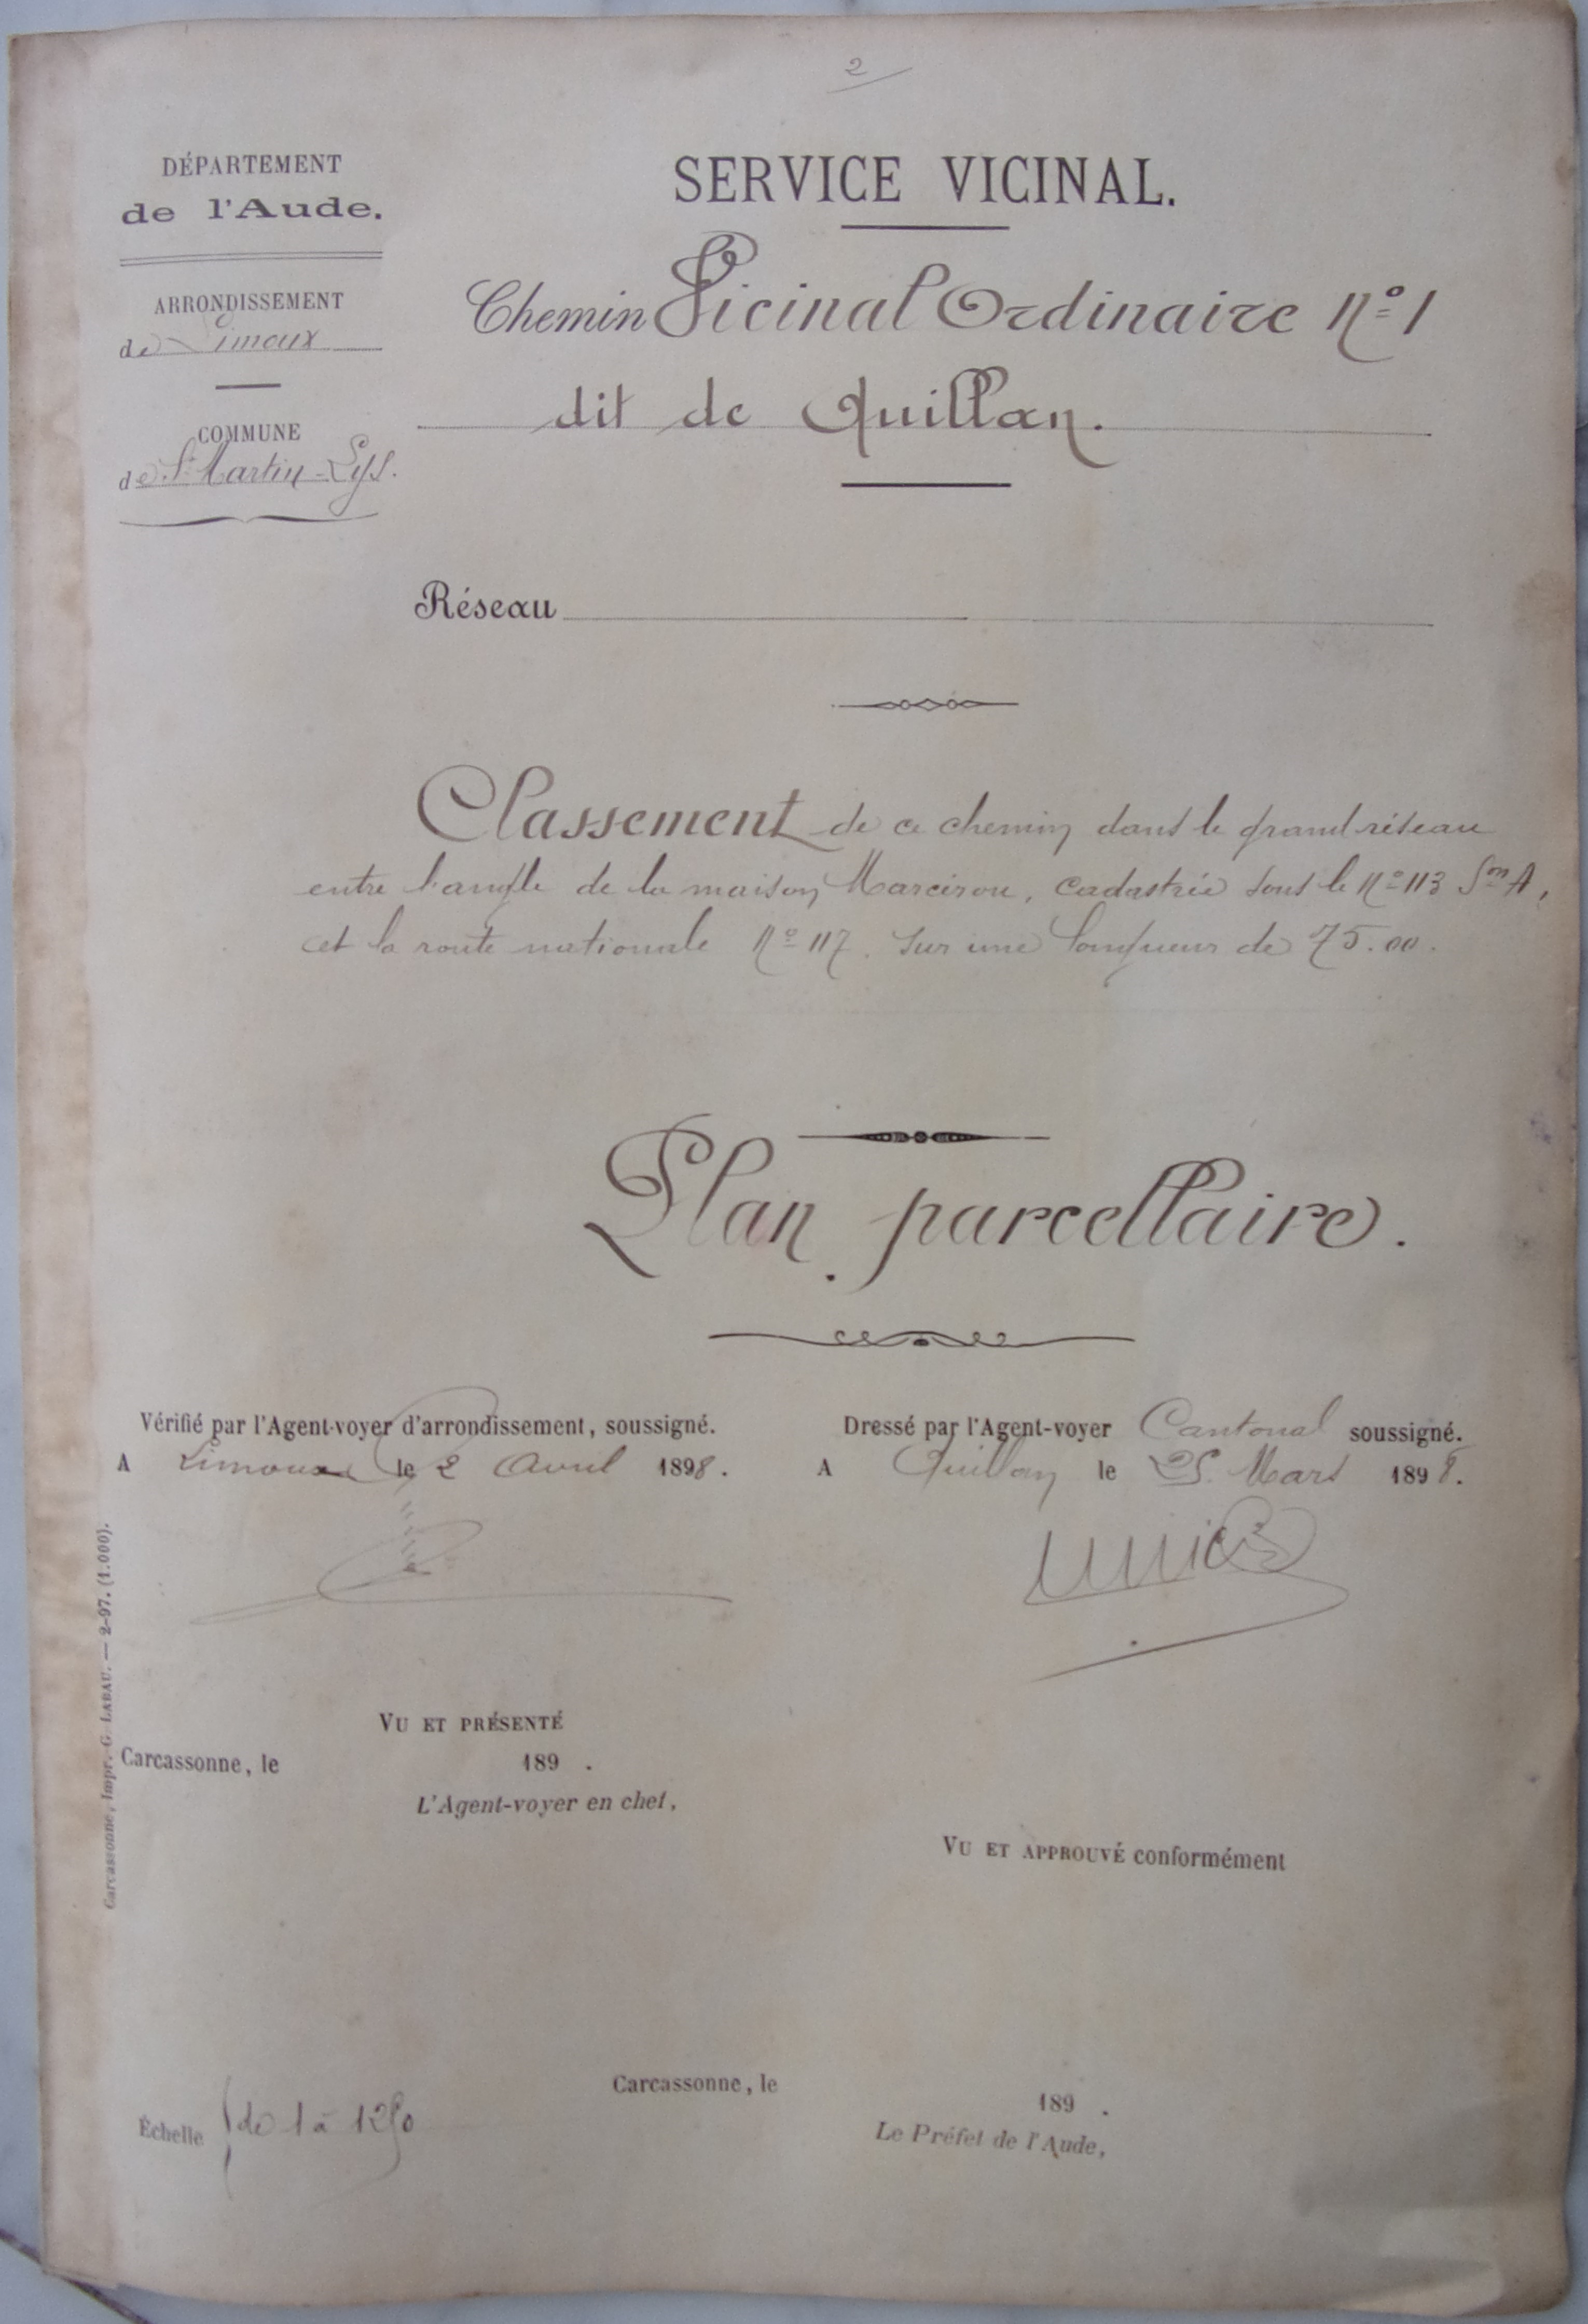 2
DÉPARTEMENT
de l'Aude.
ARRONDISSEMENT
de Limoux
COMMUNE
de St Martin-Lys.
SERVICE VICINAL.
Chemin Vicinal Ordinaire No 1
dit de Quillan.
Réseau
Classement de ce chemin dans le grand réseau
entre l'angle de la maison Marcerou, cadastrée sous le No 113 Son A,
et la route nationale No 117. Sur une longueur de 75.00.
Plan parcellaire.
Vérifié par l'Agent-voyer d'arrondissement, soussigné.
A Limoux le 2 Avril 1898.
Dressé par l'Agent-voyer Cantonal soussigné.
A Quillan le 25 Mars 1898.
VU ET PRÉSENTÉ
Carcassonne, le 189 .
L'Agent-voyer en chef,
VU ET APPROUVÉ conformément
Carcassonne, le 189 .
Le Préfet de l'Aude,
Échelle de 1 à 1250
Carcassonne, Impr. G. LABAU. — 2-97. (1.000).